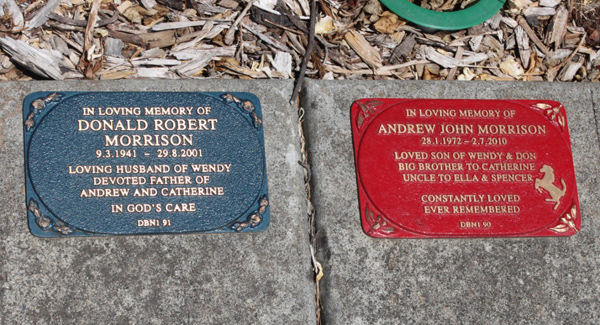 IN LOVING MEMORY OF
DONALD ROBERT
MORRISON
9.3.1941 - 29.8.2001
LOVING HUSBAND OF WENDY
DEVOTED FATHER OF
ANDREW AND CATHERINE
IN GOD'S CARE
DBN1 91
IN LOVING MEMORY OF
ANDREW JOHN MORRISON
28.1.1972 - 2.7.2010
LOVED SON OF WENDY & DON
BIG BROTHER TO CATHERINE
UNCLE TO ELLA & SPENCER
CONSTANTLY LOVED
EVER REMEMBERED
DBN1 90